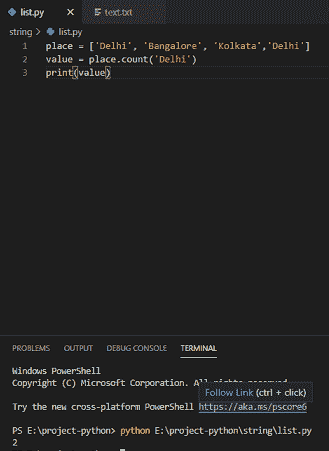 list.py × text.txt
string > list.py
1 place = ['Delhi', 'Bangalore', 'Kolkata','Delhi']
2 value = place.count('Delhi')
3 print(value)
PROBLEMS OUTPUT DEBUG CONSOLE TERMINAL
Windows PowerShell
Copyright (C) Microsoft Corporation. All rights reserved
Follow Link (ctrl + click)
Try the new cross-platform PowerShell https://aka.ms/pscore6
PS E:\project-python> python E:\project-python\string\list.py
2